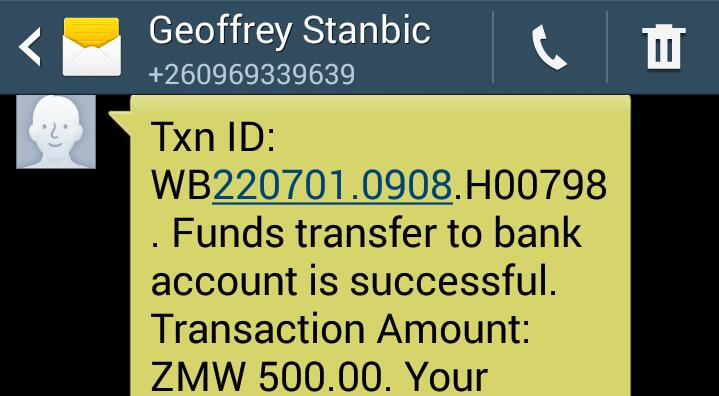 Geoffrey Stanbic
+260969339639
Txn ID:
WB220701.0908.H00798
. Funds transfer to bank
account is successful.
Transaction Amount:
ZMW 500.00. Your